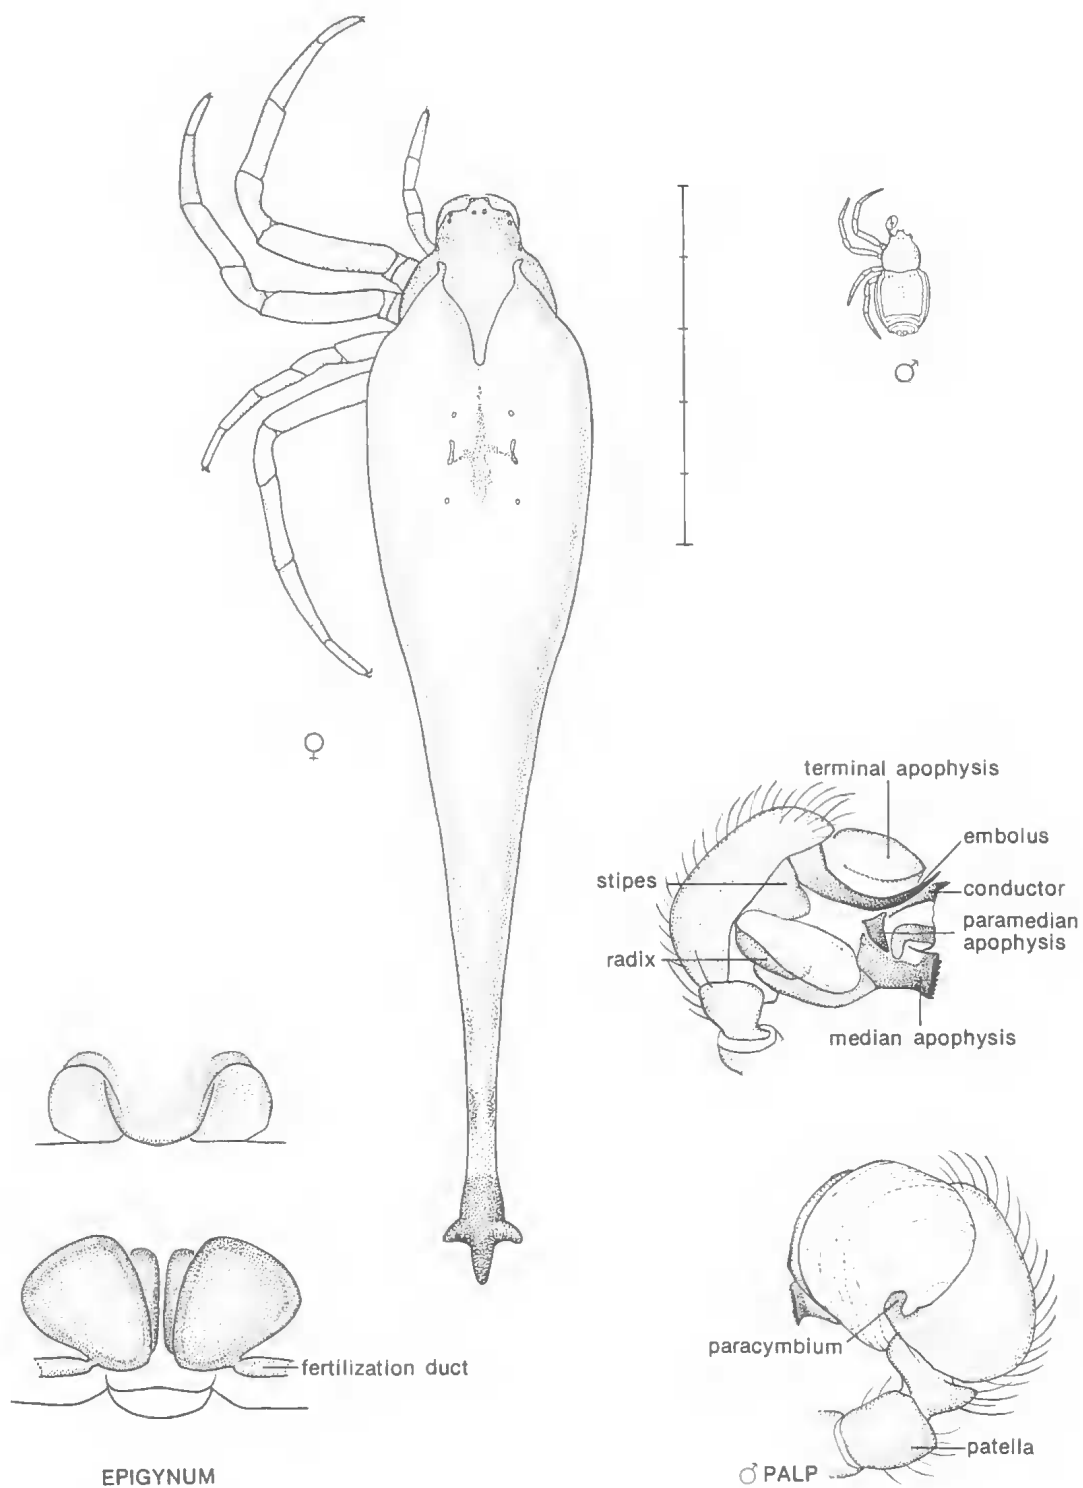 ♂
♀
terminal apophysis
embolus
stipes
conductor
paramedian
apophysis
radix
median apophysis
paracymbium
fertilization duct
patella
EPIGYNUM
♂ PALP